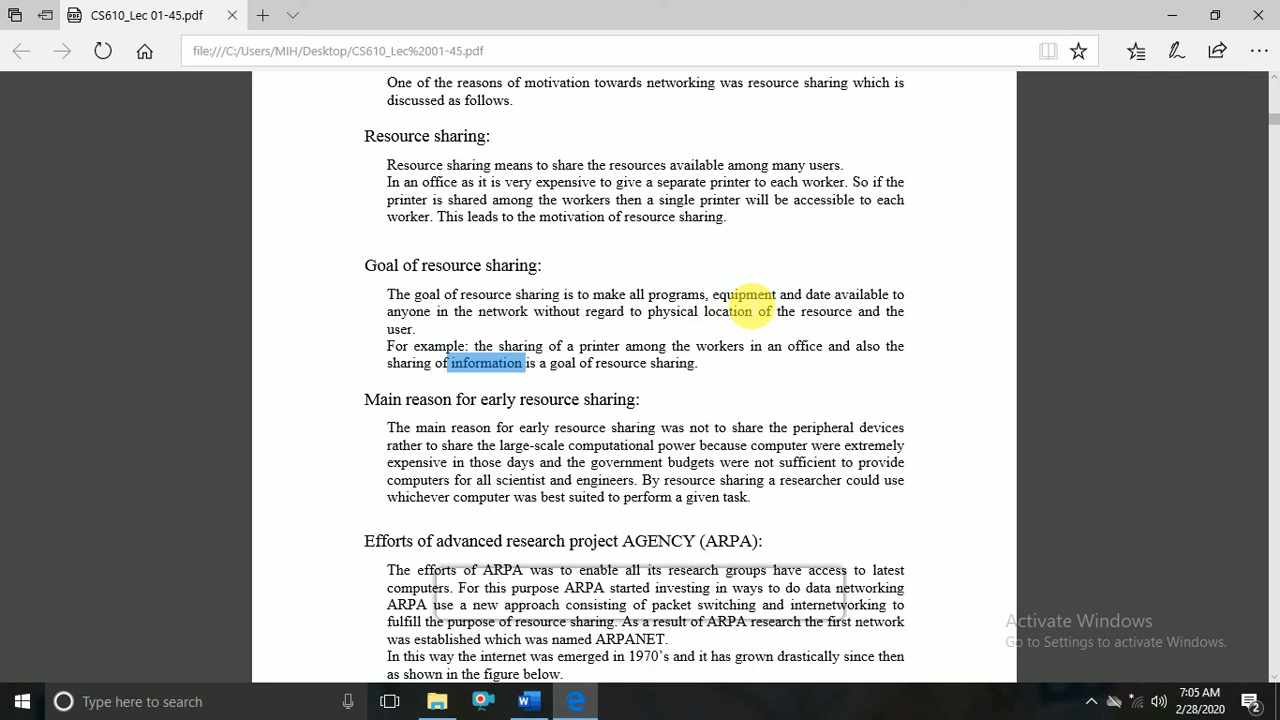 CS610_Lec 01-45.pdf
file:///C:/Users/MIH/Desktop/CS610_Lec%2001-45.pdf
One of the reasons of motivation towards networking was resource sharing which is
discussed as follows.
Resource sharing:
Resource sharing means to share the resources available among many users.
In an office as it is very expensive to give a separate printer to each worker. So if the
printer is shared among the workers then a single printer will be accessible to each
worker. This leads to the motivation of resource sharing.
Goal of resource sharing:
The goal of resource sharing is to make all programs, equipment and date available to
anyone in the network without regard to physical location of the resource and the
user.
For example: the sharing of a printer among the workers in an office and also the
sharing of information is a goal of resource sharing.
Main reason for early resource sharing:
The main reason for early resource sharing was not to share the peripheral devices
rather to share the large-scale computational power because computer were extremely
expensive in those days and the government budgets were not sufficient to provide
computers for all scientist and engineers. By resource sharing a researcher could use
whichever computer was best suited to perform a given task.
Efforts of advanced research project AGENCY (ARPA):
The efforts of ARPA was to enable all its research groups have access to latest
computers. For this purpose ARPA started investing in ways to do data networking
ARPA use a new approach consisting of packet switching and internetworking to
fulfill the purpose of resource sharing. As a result of ARPA research the first network
was established which was named ARPANET.
In this way the internet was emerged in 1970's and it has grown drastically since then
as shown in the figure below.
Activate Windows
Go to Settings to activate Windows.
Type here to search
7:05 AM
2/28/2020
2